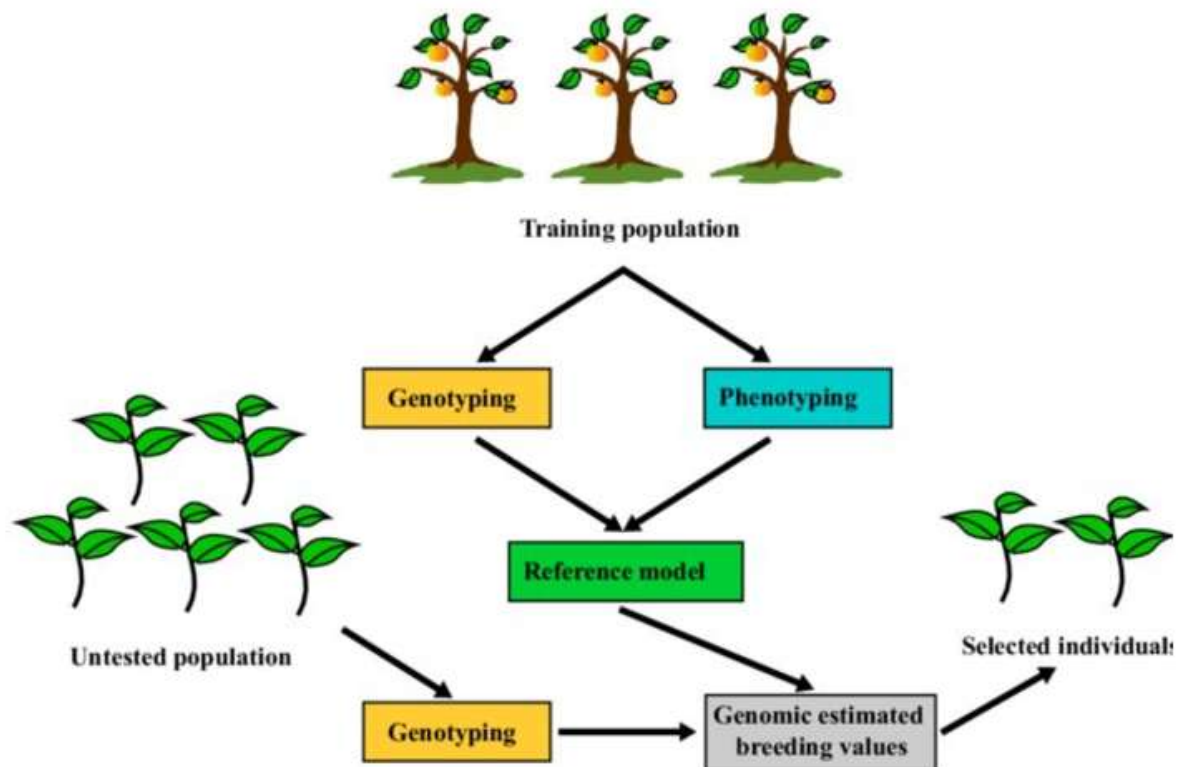 Training population
Genotyping
Phenotyping
Reference model
Untested population
Selected individuals
Genotyping
Genomic estimated
breeding values